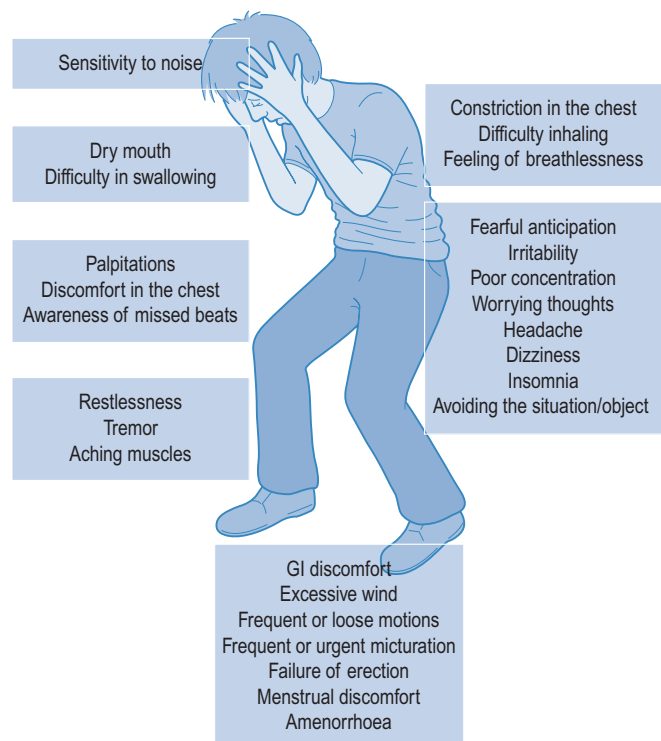 Sensitivity to noise
Dry mouth
Difficulty in swallowing
Palpitations
Discomfort in the chest
Awareness of missed beats
Restlessness
Tremor
Aching muscles
Constriction in the chest
Difficulty inhaling
Feeling of breathlessness
Fearful anticipation
Irritability
Poor concentration
Worrying thoughts
Headache
Dizziness
Insomnia
Avoiding the situation/object
GI discomfort
Excessive wind
Frequent or loose motions
Frequent or urgent micturation
Failure of erection
Menstrual discomfort
Amenorrhoea